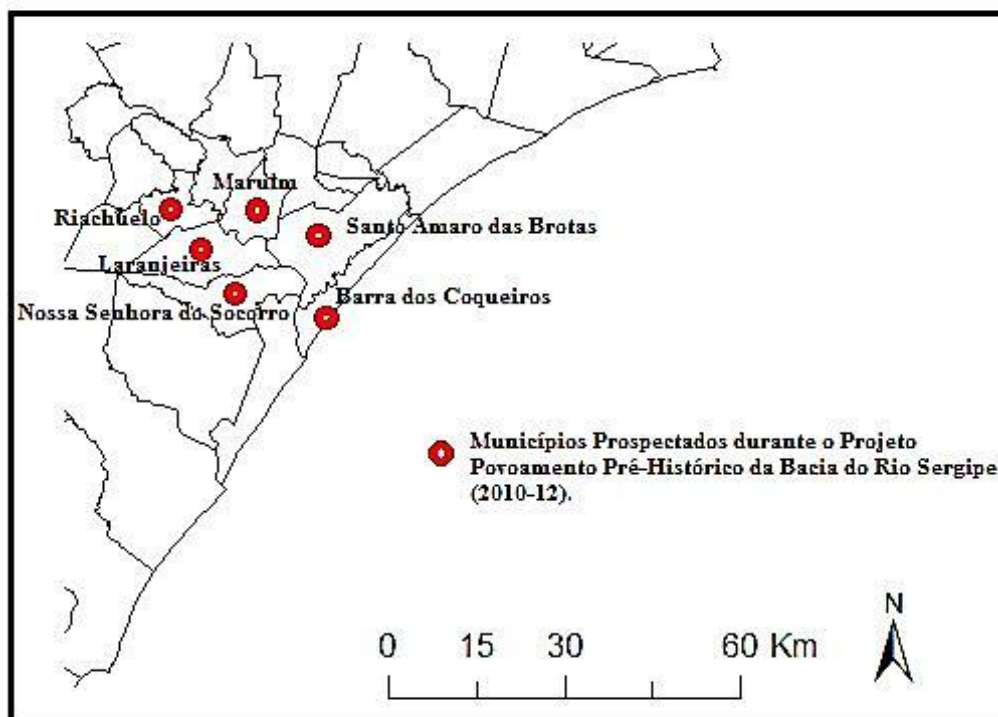 Maruim
Riachuelo
Santo Amaro das Brotas
Laranjeiras
Nossa Senhora do Socorro
Barra dos Coqueiros
Municípios Prospectados durante o Projeto
Povoamento Pré-Histórico da Bacia do Rio Sergipe
(2010-12).
N
0 15 30 60 Km